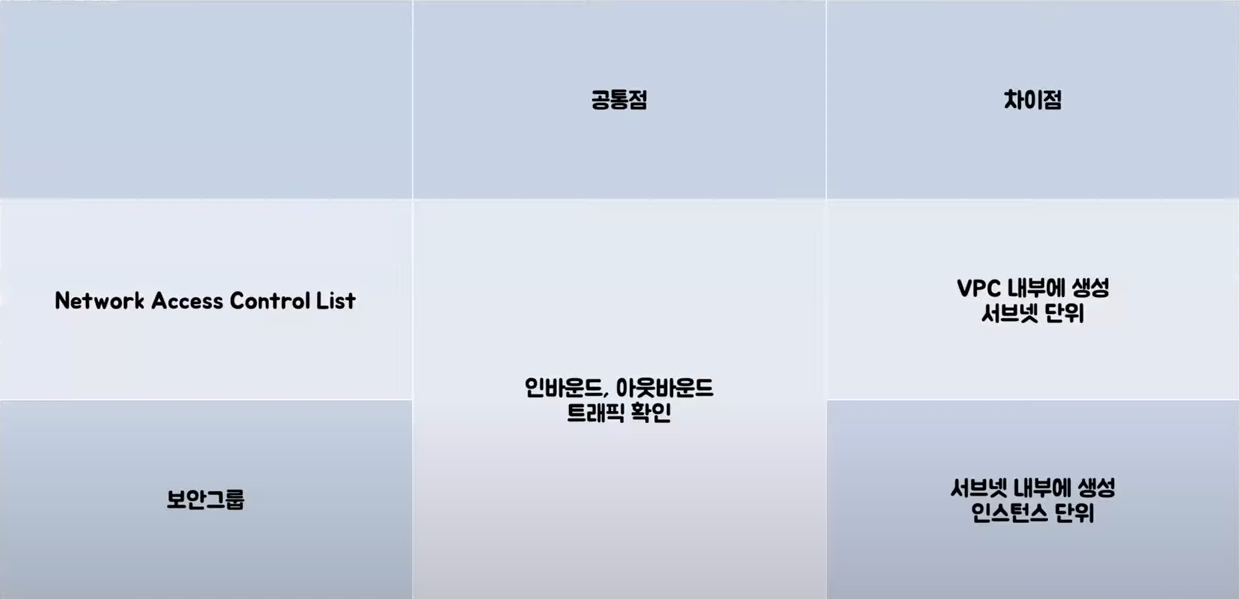 공통점
차이점
Network Access Control List
인바운드, 아웃바운드
트래픽 확인
VPC 내부에 생성
서브넷 단위
보안그룹
서브넷 내부에 생성
인스턴스 단위